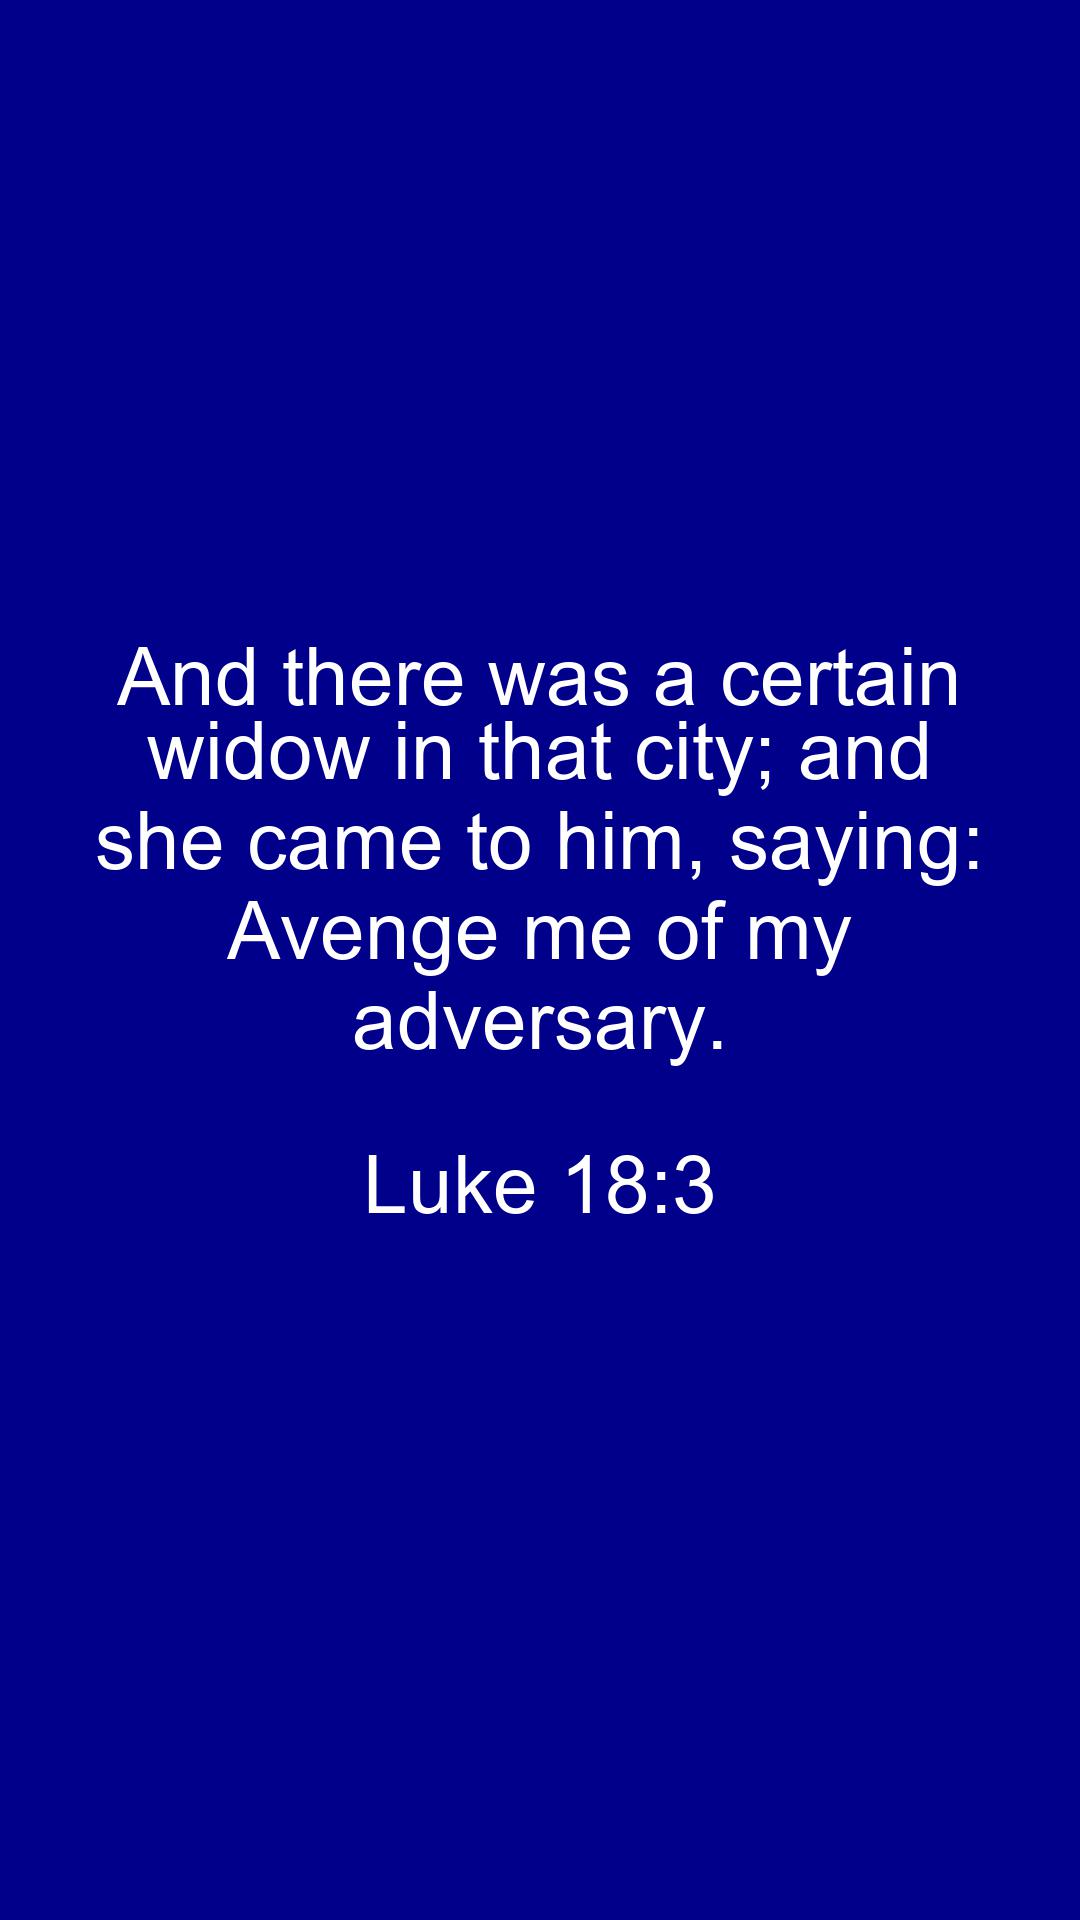 And there was a certain
widow in that city; and
she came to him, saying:
Avenge me of my
adversary.
Luke 18:3